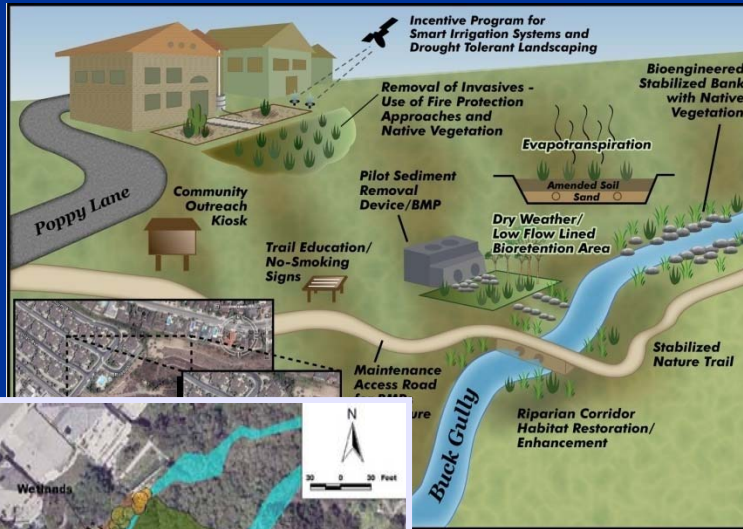 Incentive Program for
Smart Irrigation Systems and
Drought Tolerant Landscaping
Removal of Invasives -
Use of Fire Protection
Approaches and
Native Vegetation
Bioengineered
Stabilized Bank
with Native
Vegetation
Evapotranspiration
Amended Soil
Sand
Pilot Sediment
Removal
Device/BMP
Dry Weather/
Low Flow Lined
Bioretention Area
Community
Outreach
Kiosk
Poppy Lane
Trail Education/
No-Smoking
Signs
Maintenance
Access Road
Stabilized
Nature Trail
Riparian Corridor
Habitat Restoration/
Enhancement
Buck Gully
Wetlands
N
30 0 30 Feet